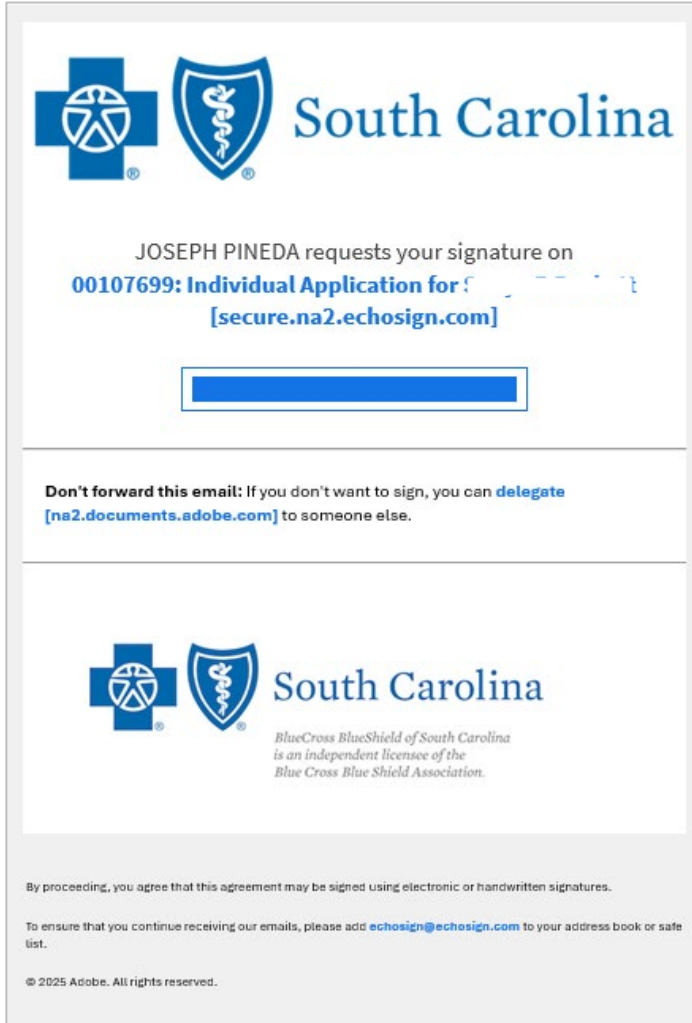 South Carolina
JOSEPH PINEDA requests your signature on
00107699: Individual Application for
[secure.na2.echosign.com]
Don't forward this email: If you don't want to sign, you can delegate
[na2.documents.adobe.com] to someone else.
South Carolina
BlueCross BlueShield of South Carolina
is an independent licensee of the
Blue Cross Blue Shield Association.
By proceeding, you agree that this agreement may be signed using electronic or handwritten signatures.
To ensure that you continue receiving our emails, please add echosign@echosign.com to your address book or safe
list.
© 2025 Adobe. All rights reserved.